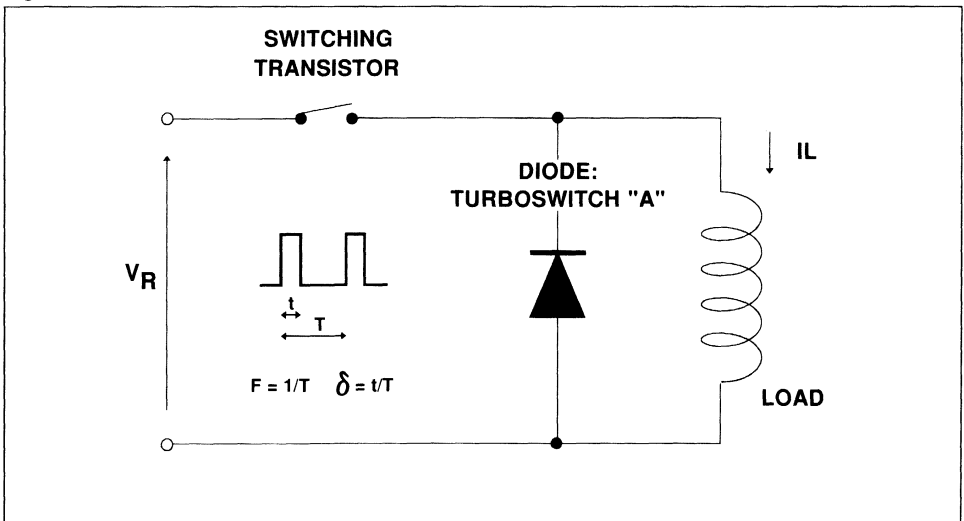 SWITCHING
TRANSISTOR
IL
DIODE:
TURBOSWITCH "A"
VR
t
T
F = 1/T δ = t/T
LOAD